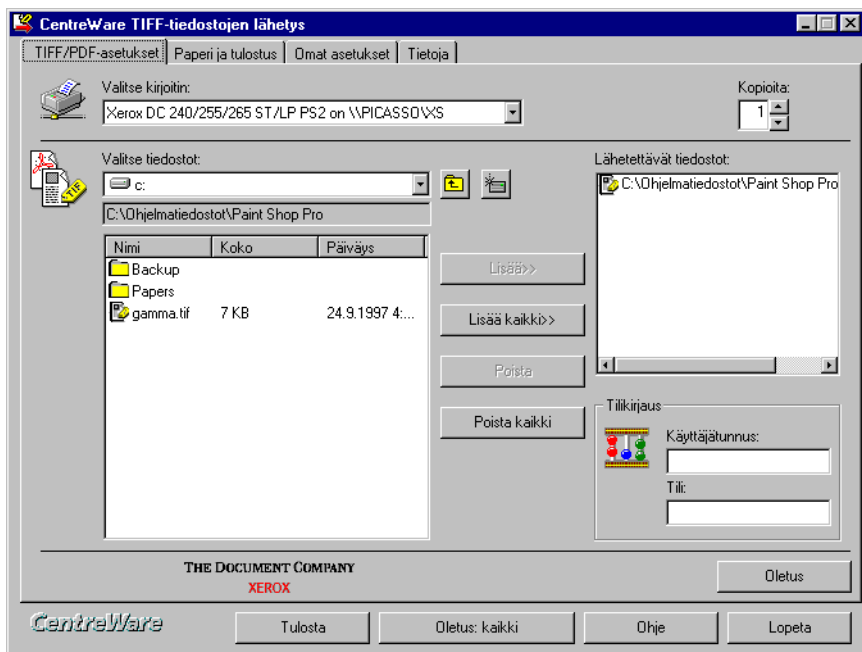 CentreWare TIFF-tiedostojen lähetys
TIFF/PDF-asetukset Paperi ja tulostus Omat asetukset Tietoja
Valitse kirjoitin:
Kopioita:
Xerox DC 240/255/265 ST/LP PS2 on \\PICASSO\XS
1
Valitse tiedostot:
Lähetettävät tiedostot:
c:
C:\Ohjelmatiedostot\Paint Shop Pro
C:\Ohjelmatiedostot\Paint Shop Pro
Nimi Koko Päiväys
Backup
Papers
gamma.tif 7 KB 24.9.1997 4:...
Lisää>>
Lisää kaikki>>
Poista
Poista kaikki
Tilikirjaus
Käyttäjätunnus:
Tili:
THE DOCUMENT COMPANY
XEROX
Oletus
CentreWare
Tulosta Oletus: kaikki Ohje Lopeta